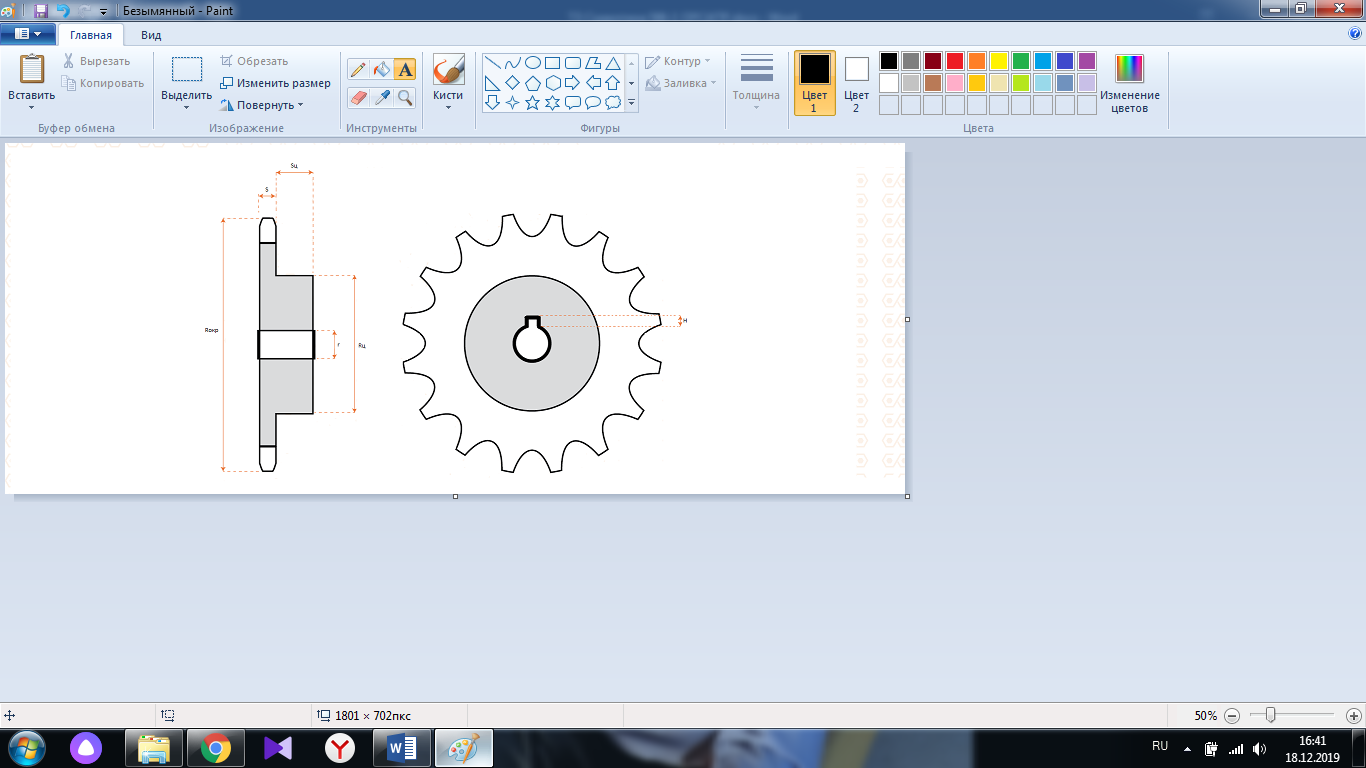 Безымянный - Paint
Главная
Вид
Вставить
Вырезать
Копировать
Буфер обмена
Выделить
Обрезать
Изменить размер
Повернуть
Изображение
A
Инструменты
Кисти
Контур
Заливка
Фигуры
Толщина
Цвет
1
Цвет
2
Изменение
цветов
Цвета
Sц
S
Rокр
r
Rц
H
1801 × 702пкс
50%
RU
16:41
18.12.2019